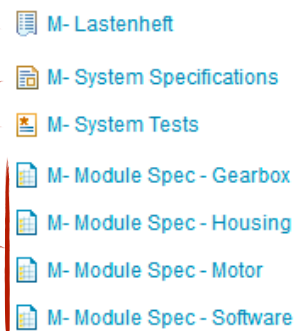 M- Lastenheft
M- System Specifications
M- System Tests
M- Module Spec - Gearbox
M- Module Spec - Housing
M- Module Spec - Motor
M- Module Spec - Software